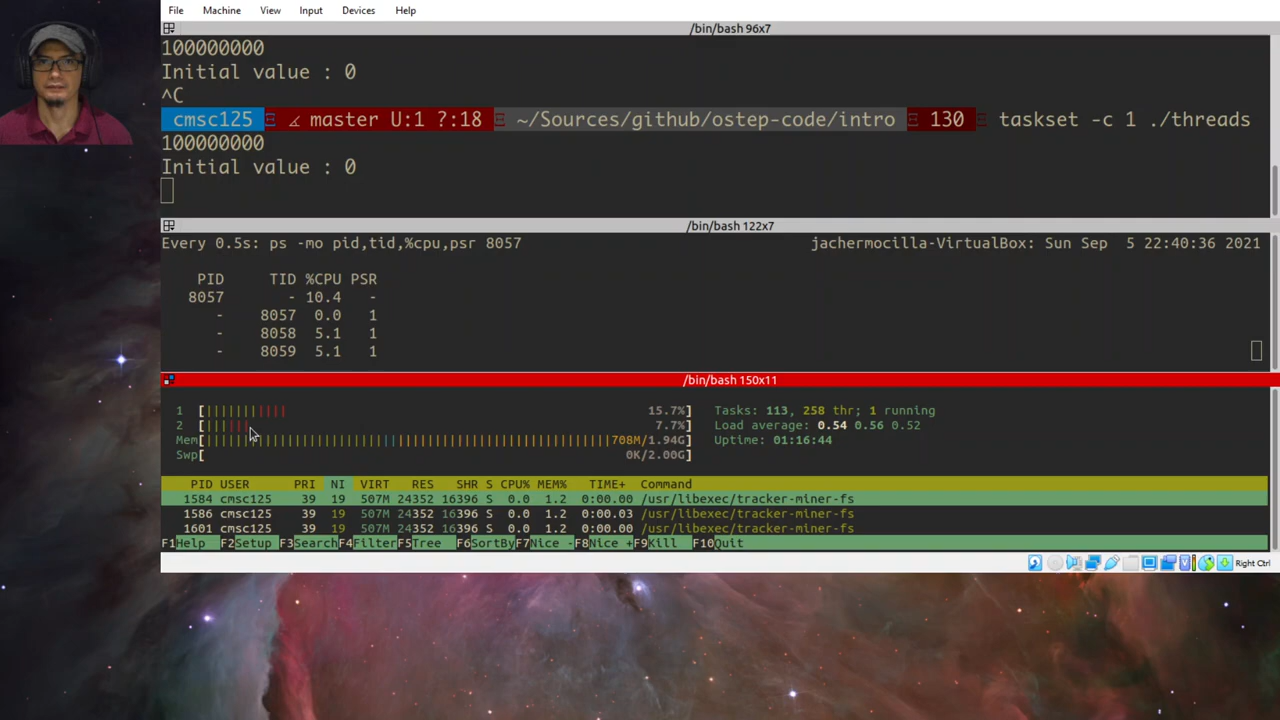 File Machine View Input Devices Help
/bin/bash 96x7
100000000
Initial value : 0
^C
cmsc125 master U:1 ?:18 ~/Sources/github/ostep-code/intro 130 taskset -c 1 ./threads
100000000
Initial value : 0
/bin/bash 122x7
Every 0.5s: ps -mo pid,tid,%cpu,psr 8057 jachermocilla-VirtualBox: Sun Sep 5 22:40:36 2021
PID TID %CPU PSR
8057 - 10.4 -
- 8057 0.0 1
- 8058 5.1 1
- 8059 5.1 1
/bin/bash 150x11
1 [||||||||||| 15.7%] Tasks: 113, 258 thr; 1 running
2 [|||||| 7.7%] Load average: 0.54 0.56 0.52
Mem[||||||||||||||||||||||||||||||||||||||||||||||||||||||708M/1.94G] Uptime: 01:16:44
Swp[ 0K/2.00G]
PID USER PRI NI VIRT RES SHR S CPU% MEM% TIME+ Command
1584 cmsc125 39 19 507M 24352 16396 S 0.0 1.2 0:00.00 /usr/libexec/tracker-miner-fs
1586 cmsc125 39 19 507M 24352 16396 S 0.0 1.2 0:00.03 /usr/libexec/tracker-miner-fs
1601 cmsc125 39 19 507M 24352 16396 S 0.0 1.2 0:00.00 /usr/libexec/tracker-miner-fs
F1Help F2Setup F3SearchF4FilterF5Tree F6SortByF7Nice -F8Nice +F9Kill F10Quit
Right Ctrl